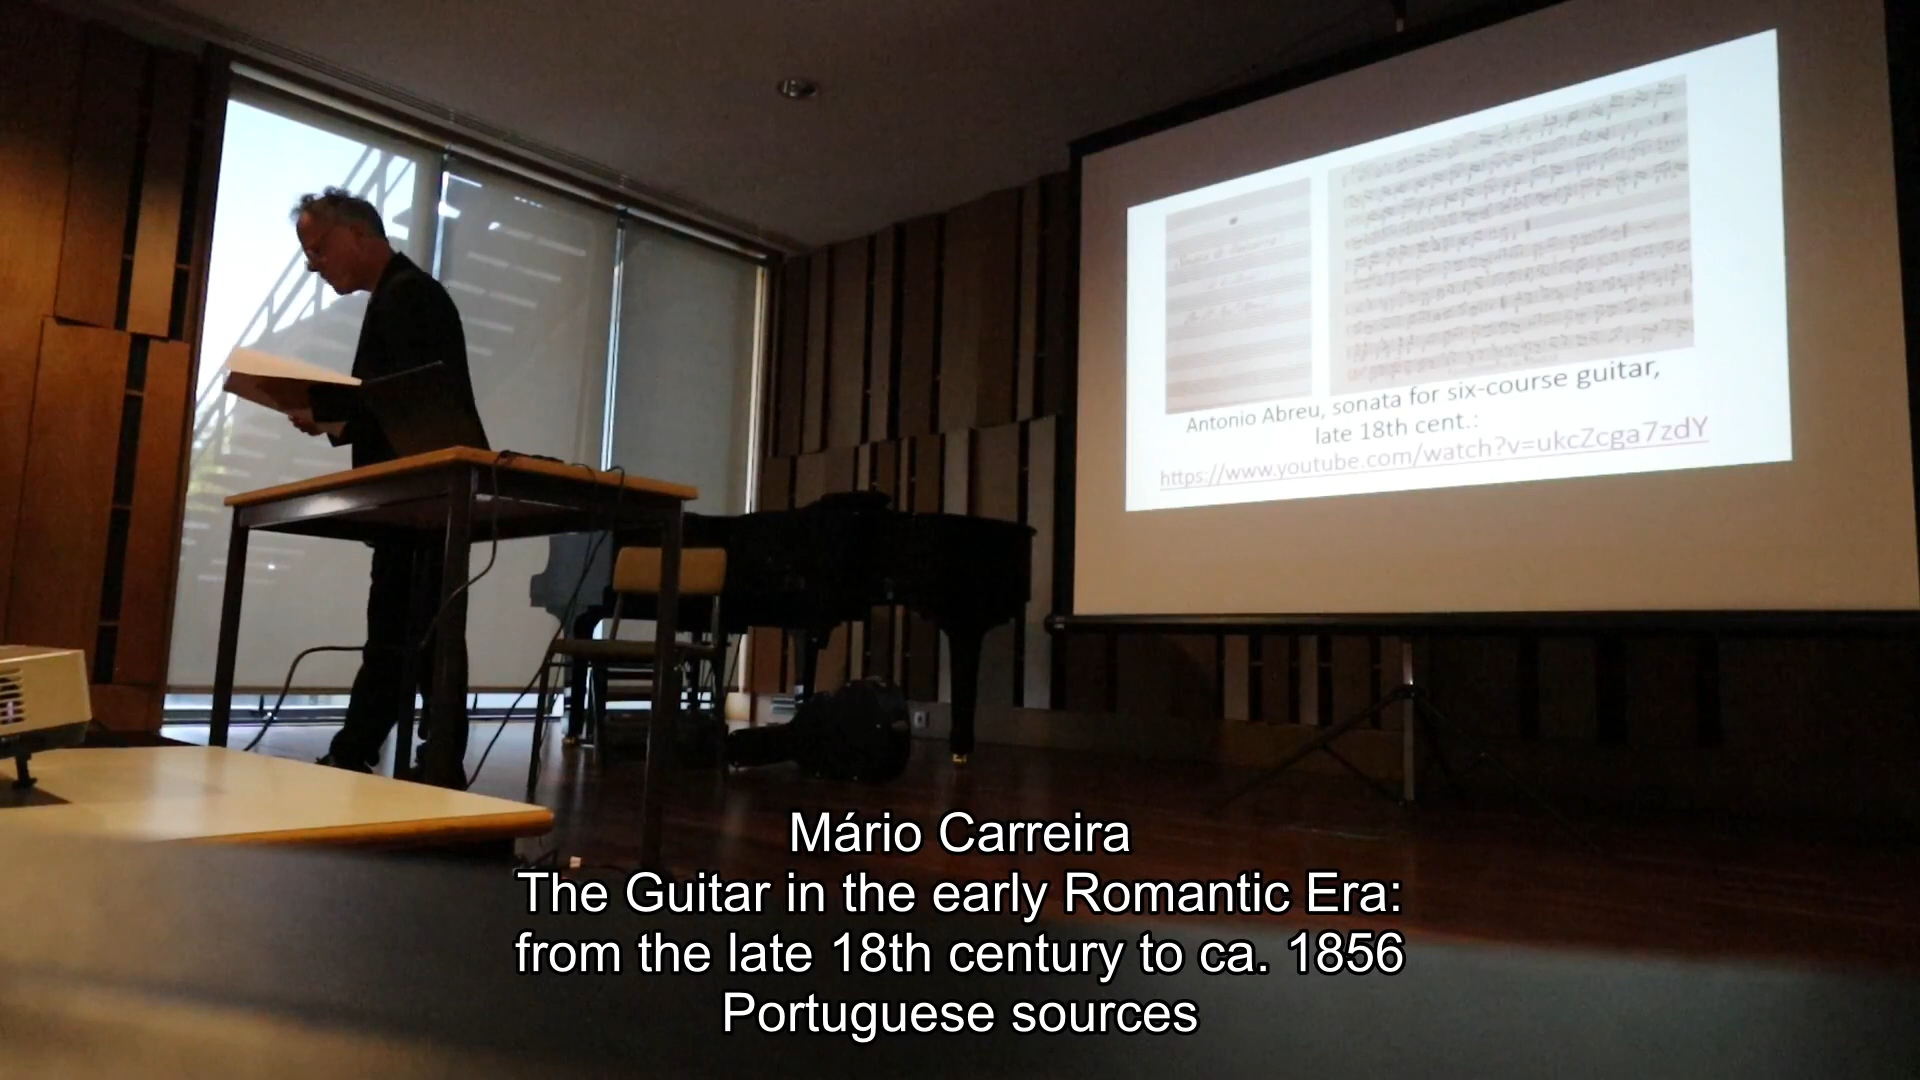 Antonio Abreu, sonata for six-course guitar,
late 18th cent.:
https://www.youtube.com/watch?v=ukcZcga7zdY
Mário Carreira
The Guitar in the early Romantic Era:
from the late 18th century to ca. 1856
Portuguese sources